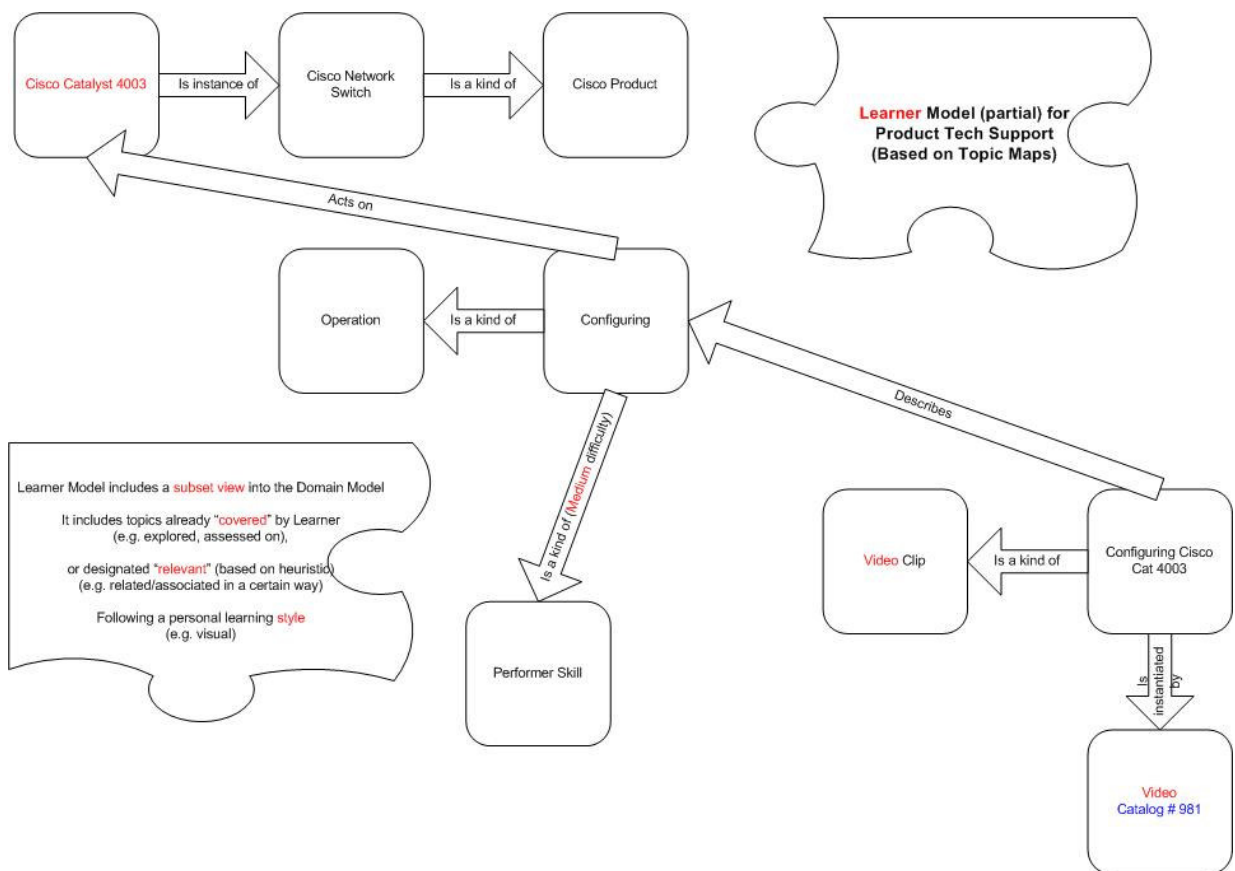 Cisco Catalyst 4003
Is instance of
Cisco Network
Switch
Is a kind of
Cisco Product
Learner Model (partial) for
Product Tech Support
(Based on Topic Maps)
Acts on
Operation
Is a kind of
Configuring
Describes
Is a kind of (Medium difficulty)
Learner Model includes a subset view into the Domain Model
It includes topics already “covered” by Learner
(e.g. explored, assessed on),
or designated “relevant” (based on heuristic)
(e.g. related/associated in a certain way)
Following a personal learning style
(e.g. visual)
Video Clip
Is a kind of
Configuring Cisco
Cat 4003
Performer Skill
Is
instantiated
by
Video
Catalog # 981